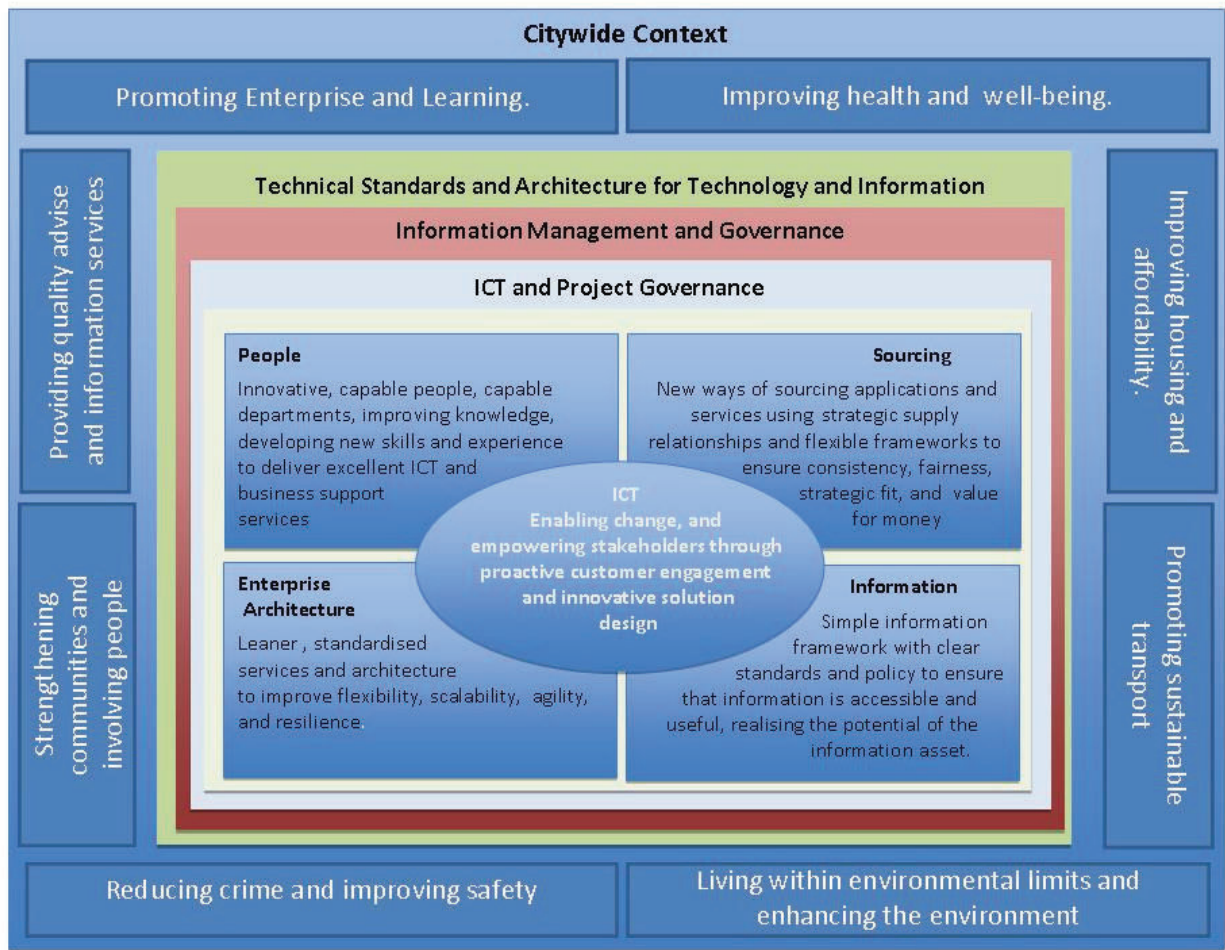 Citywide Context
Promoting Enterprise and Learning.
Improving health and well-being.
Providing quality advise
and information services
Strengthening
communities and
involving people
Technical Standards and Architecture for Technology and Information
Information Management and Governance
ICT and Project Governance
People
Innovative, capable people, capable
departments, improving knowledge,
developing new skills and experience
to deliver excellent ICT and
business support
services
Sourcing
New ways of sourcing applications and
services using strategic supply
relationships and flexible frameworks to
ensure consistency, fairness,
strategic fit, and value
for money
ICT
Enabling change, and
empowering stakeholders through
proactive customer engagement
and innovative solution
design
Enterprise
Architecture
Leaner , standardised
services and architecture
to improve flexibility, scalability, agility,
and resilience.
Information
Simple information
framework with clear
standards and policy to ensure
that information is accessible and
useful, realising the potential of the
information asset.
Improving housing and
affordability.
Promoting sustainable
transport
Reducing crime and improving safety
Living within environmental limits and
enhancing the environment